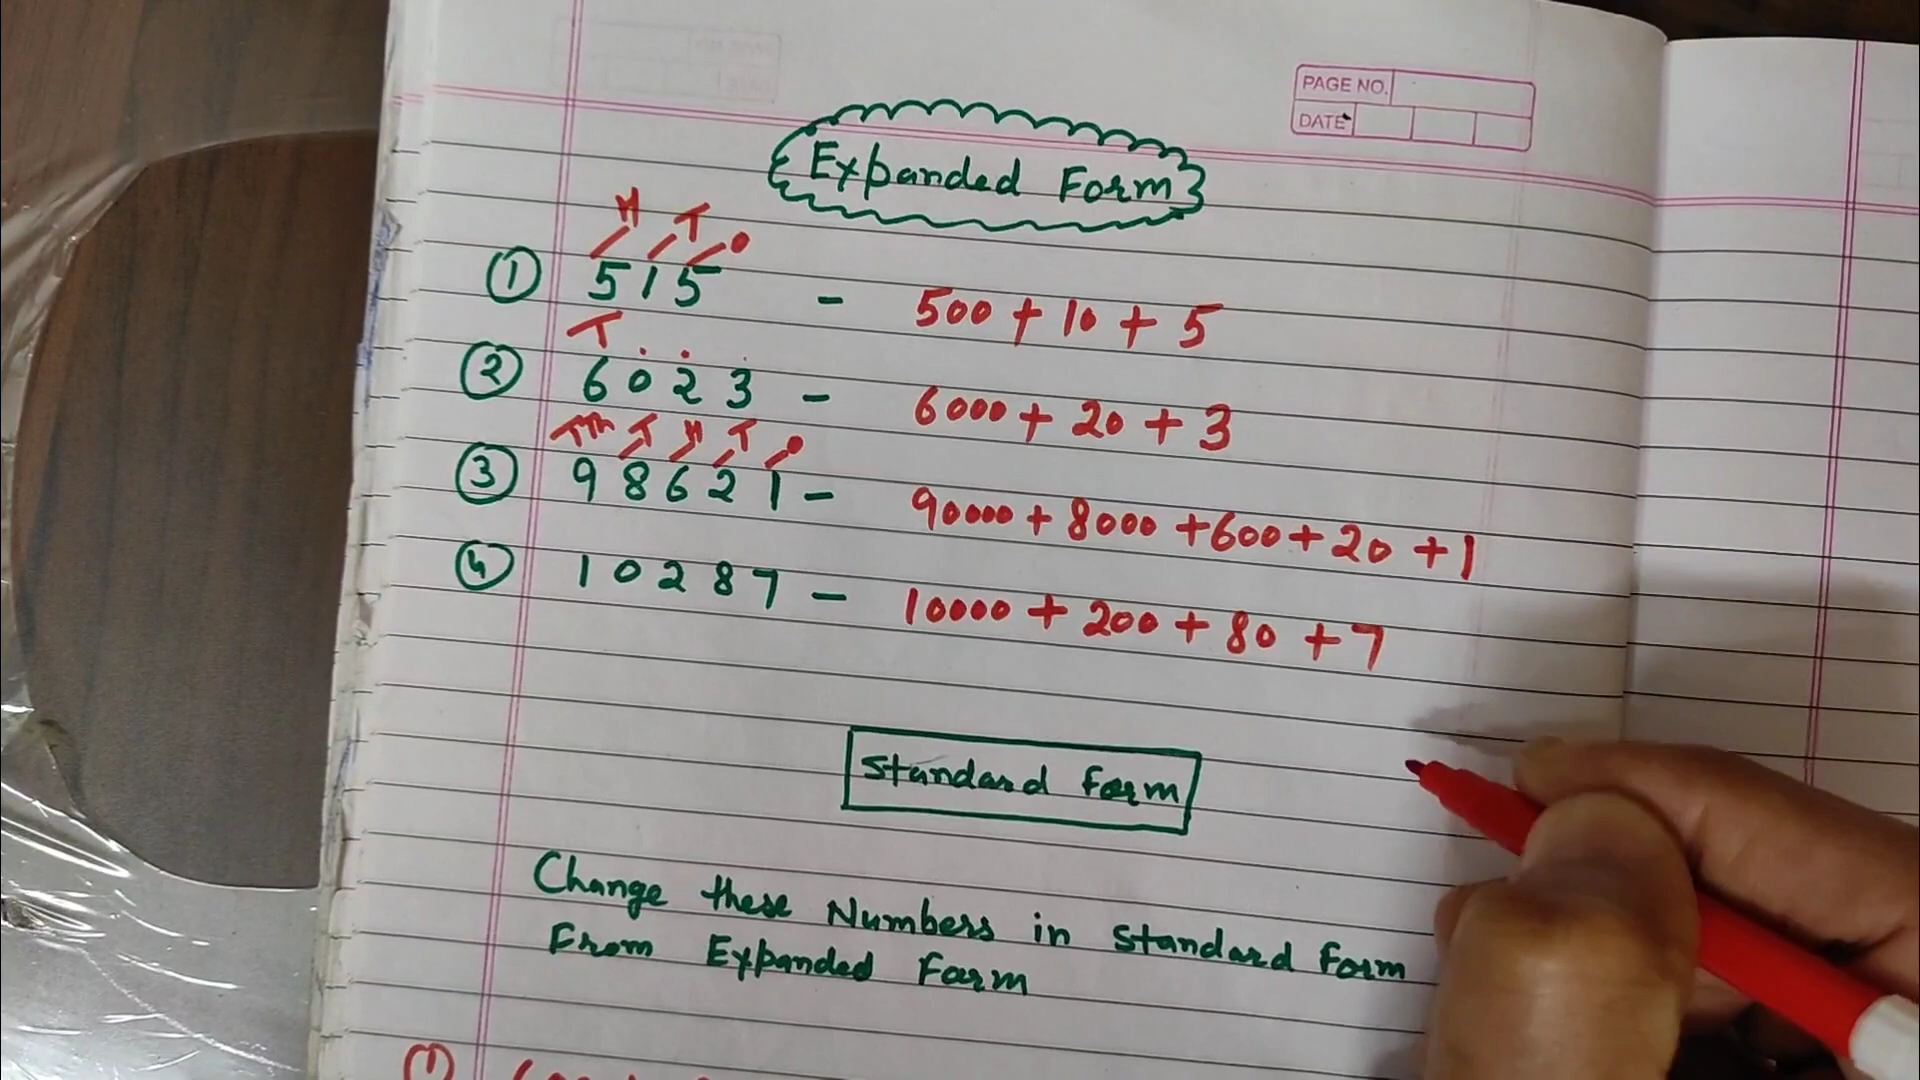 PAGE NO.
DATE
Expanded Form
H T O
① 515 - 500 + 10 + 5
T
② 6023 - 6000 + 20 + 3
TTh T H T O
③ 98621 - 90000 + 8000 + 600 + 20 + 1
④ 10287 - 10000 + 200 + 80 + 7
Standard form
Change these Numbers in Standard Form
From Expanded Form
①